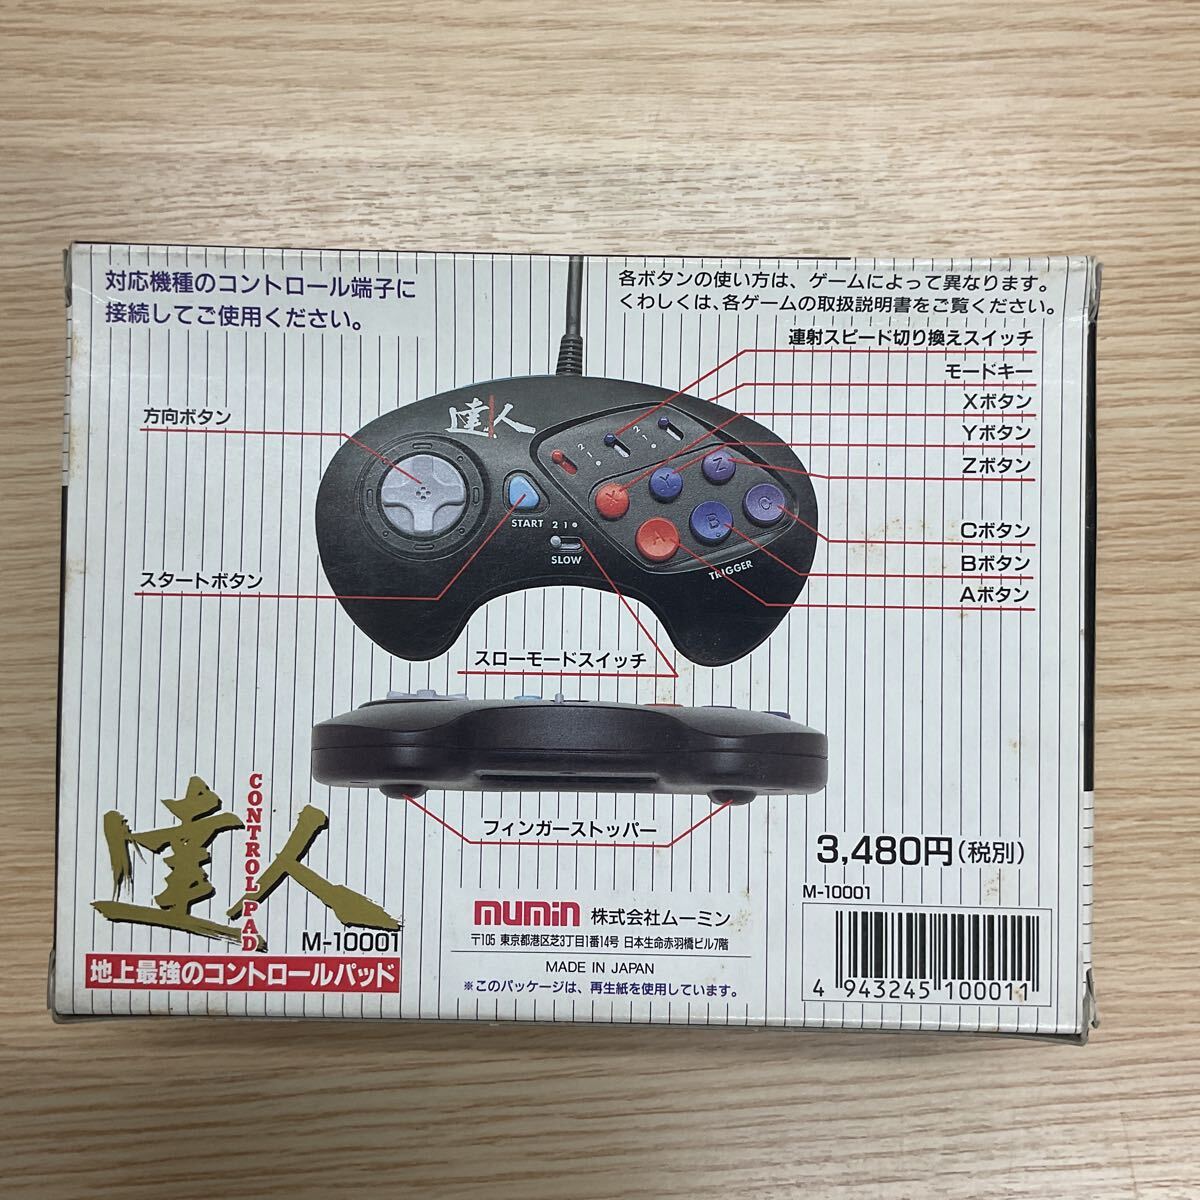 対応機種のコントロール端子に
接続してご使用ください。
各ボタンの使い方は、ゲームによって異なります。
くわしくは、各ゲームの取扱説明書をご覧ください。
連射スピード切り換えスイッチ
モードキー
Xボタン
Yボタン
Zボタン
Cボタン
Bボタン
Aボタン
方向ボタン
スタートボタン
達人
2
1
2
1
1
X
Y
Z
A
B
C
START
2 1
SLOW
TRIGGER
スローモードスイッチ
フィンガーストッパー
達人
CONTROL PAD
M-10001
地上最強のコントロールパッド
mumin 株式会社ムーミン
〒105 東京都港区芝3丁目1番14号 日本生命赤羽橋ビル7階
MADE IN JAPAN
※このパッケージは、再生紙を使用しています。
3,480円(税別)
M-10001
4 943245 100011